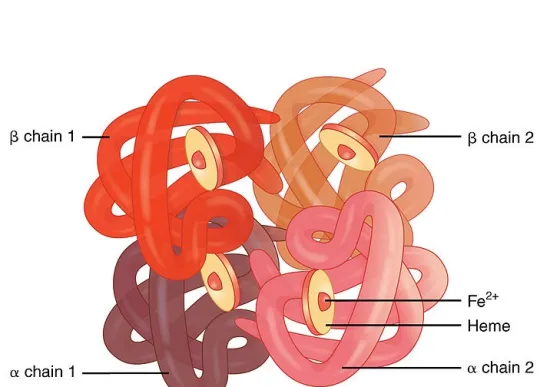 β chain 1
β chain 2
Fe²⁺
Heme
α chain 1
α chain 2